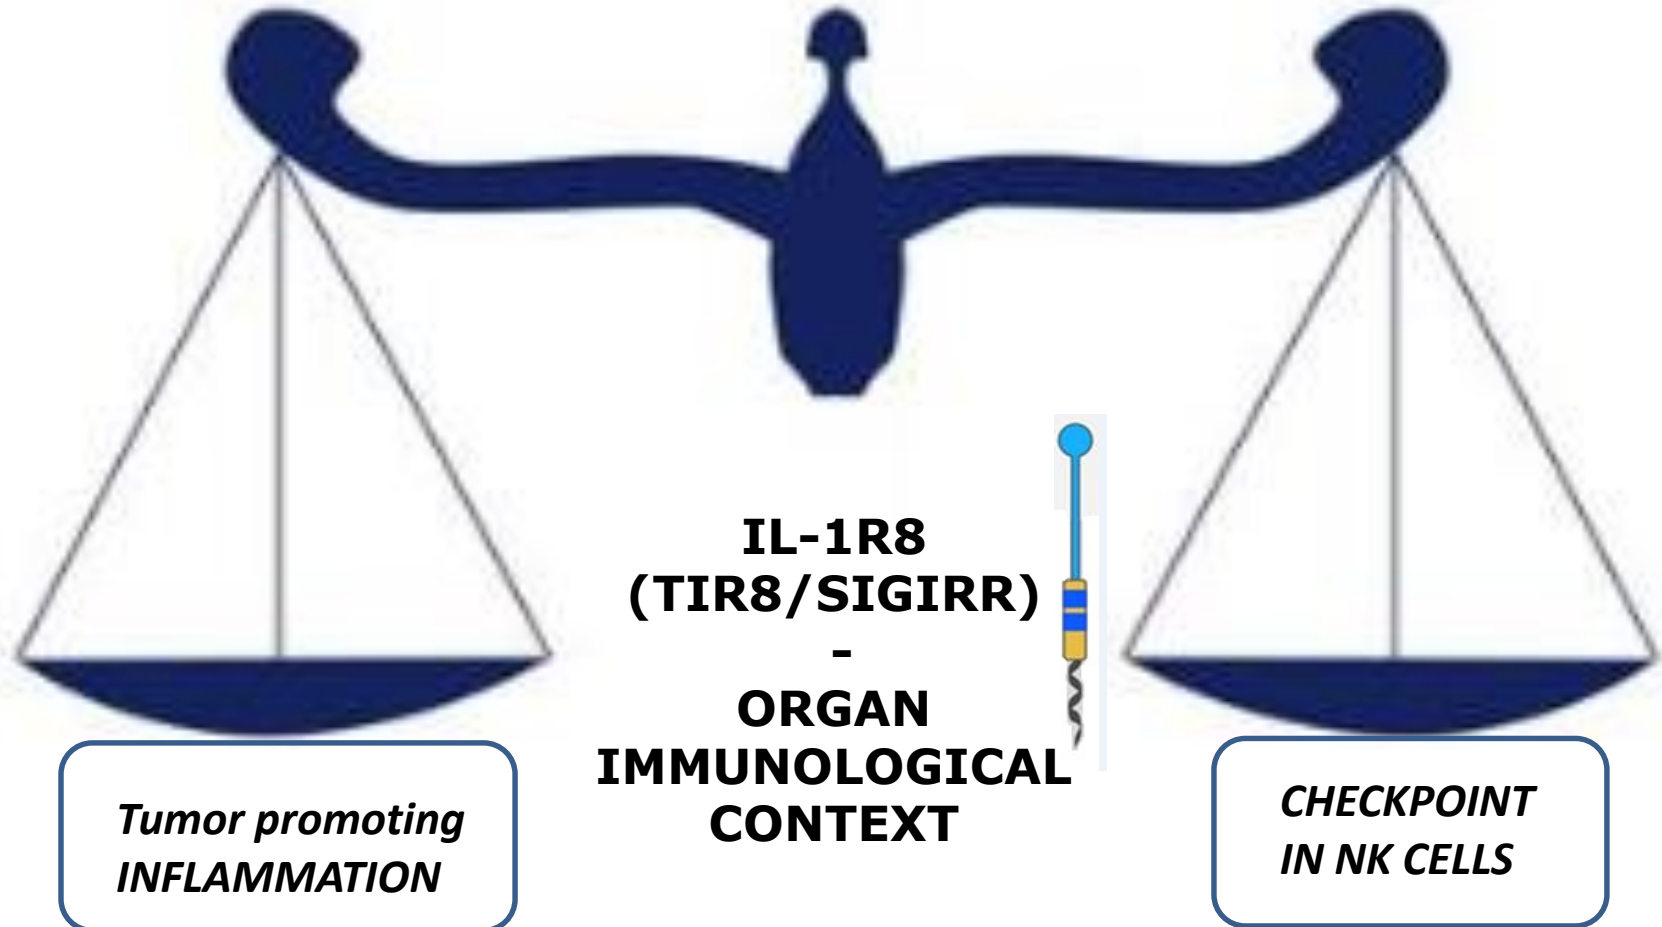 IL-1R8
(TIR8/SIGIRR)
-
ORGAN
IMMUNOLOGICAL
CONTEXT
Tumor promoting
INFLAMMATION
CHECKPOINT
IN NK CELLS